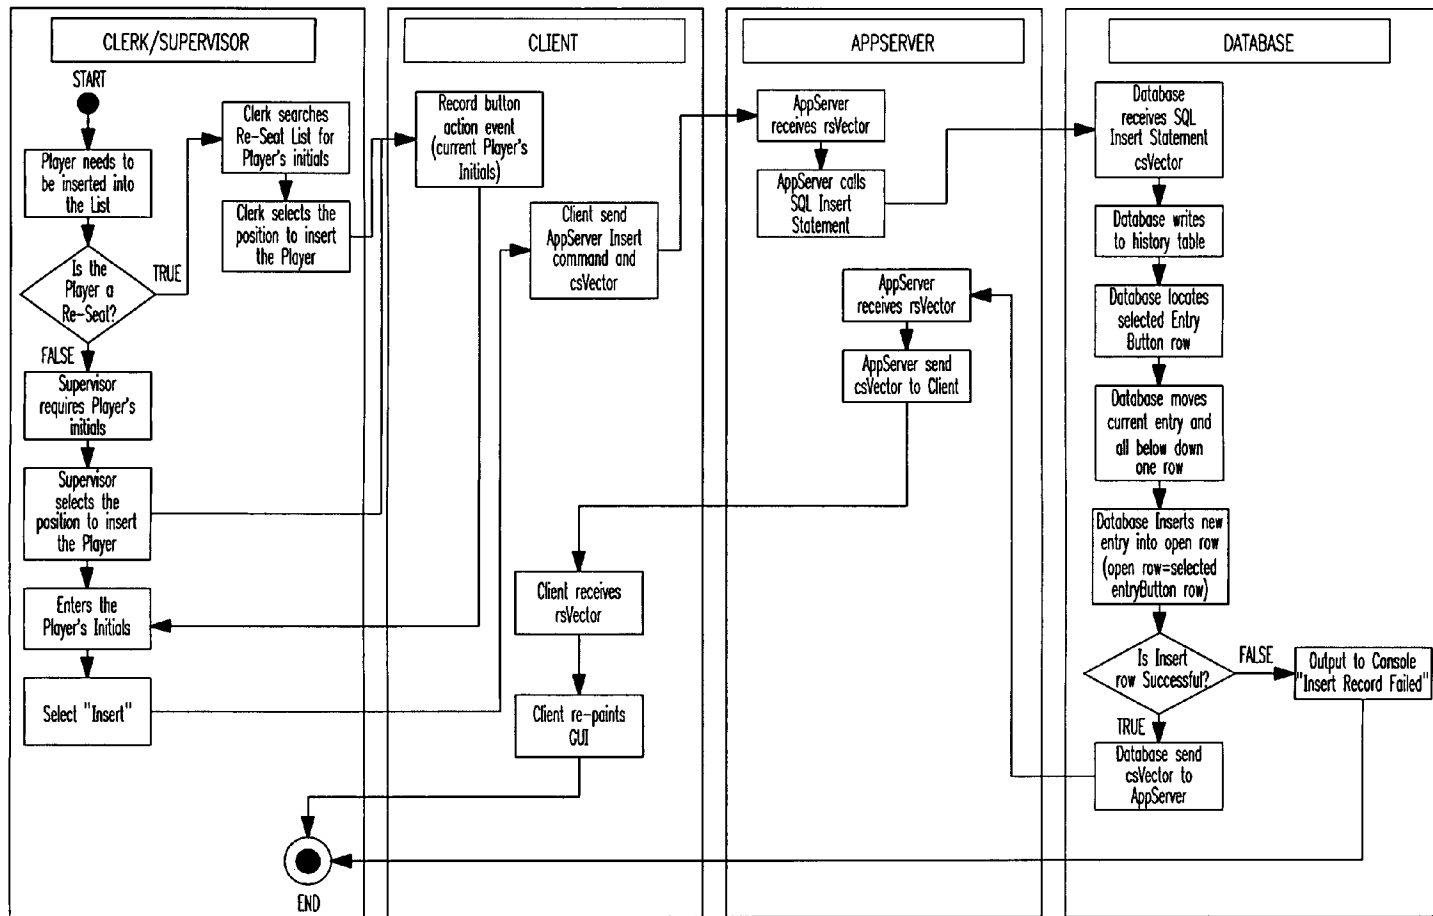 CLERK/SUPERVISOR
START
Player needs to
be inserted into
the List
Is the
Player a
Re-Seat?
TRUE
FALSE
Clerk searches
Re-Seat List for
Player's initials
Clerk selects the
position to insert
the Player
Supervisor
requires Player's
initials
Supervisor
selects the
position to insert
the Player
Enters the
Player's Initials
Select "Insert"
END
CLIENT
Record button
action event
(current Player's
Initials)
Client send
AppServer Insert
command and
csVector
Client receives
rsVector
Client re-paints
GUI
APPSERVER
AppServer
receives rsVector
AppServer calls
SQL Insert
Statement
AppServer
receives rsVector
AppServer send
csVector to Client
DATABASE
Database
receives SQL
Insert Statement
csVector
Database writes
to history table
Database locates
selected Entry
Button row
Database moves
current entry and
all below down
one row
Database Inserts new
entry into open row
(open row=selected
entryButton row)
Is Insert
row Successful?
FALSE
Output to Console
"Insert Record Failed"
TRUE
Database send
csVector to
AppServer